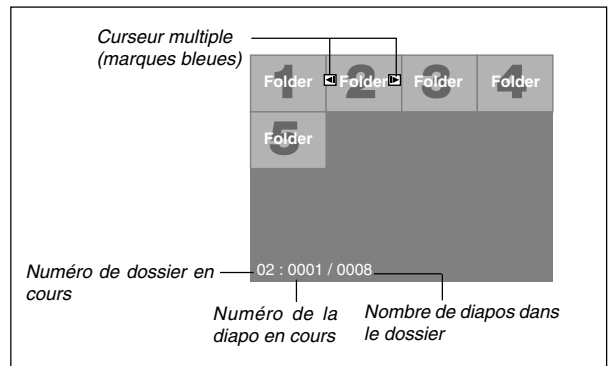 Curseur multiple
(marques bleues)
1 Folder
2 Folder
3 Folder
4 Folder
5 Folder
02 : 0001 / 0008
Numéro de dossier en
cours
Numéro de la
diapo en cours
Nombre de diapos dans
le dossier